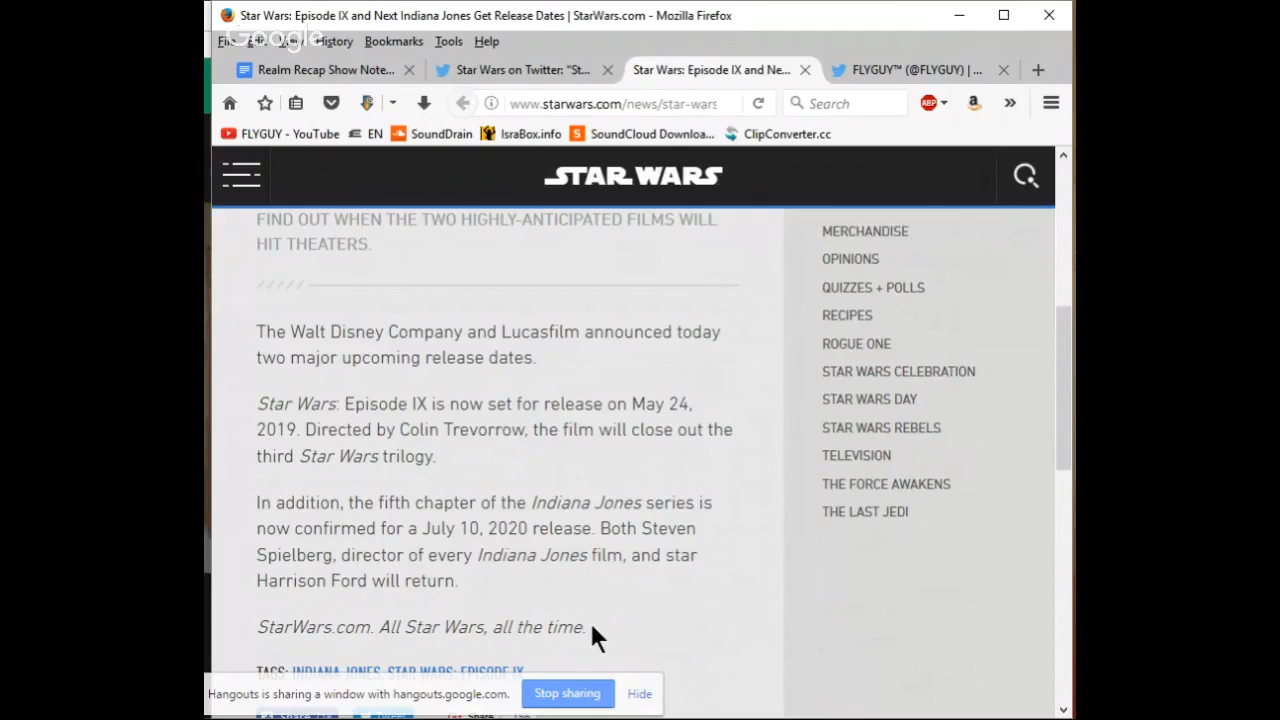 Star Wars: Episode IX and Next Indiana Jones Get Release Dates | StarWars.com - Mozilla Firefox
Google
History Bookmarks Tools Help
Realm Recap Show Note... Star Wars on Twitter: "St... Star Wars: Episode IX and Ne... FLYGUY™ (@FLYGUY) | ...
www.starwars.com/news/star-wars Search ABP
FLYGUY - YouTube EN SoundDrain IsraBox.info SoundCloud Downloa... ClipConverter.cc
STAR WARS
FIND OUT WHEN THE TWO HIGHLY-ANTICIPATED FILMS WILL
HIT THEATERS.
The Walt Disney Company and Lucasfilm announced today
two major upcoming release dates.
Star Wars: Episode IX is now set for release on May 24,
2019. Directed by Colin Trevorrow, the film will close out the
third Star Wars trilogy.
In addition, the fifth chapter of the Indiana Jones series is
now confirmed for a July 10, 2020 release. Both Steven
Spielberg, director of every Indiana Jones film, and star
Harrison Ford will return.
StarWars.com. All Star Wars, all the time.
TAGS: INDIANA JONES, STAR WARS: EPISODE IX
MERCHANDISE
OPINIONS
QUIZZES + POLLS
RECIPES
ROGUE ONE
STAR WARS CELEBRATION
STAR WARS DAY
STAR WARS REBELS
TELEVISION
THE FORCE AWAKENS
THE LAST JEDI
Hangouts is sharing a window with hangouts.google.com. Stop sharing Hide